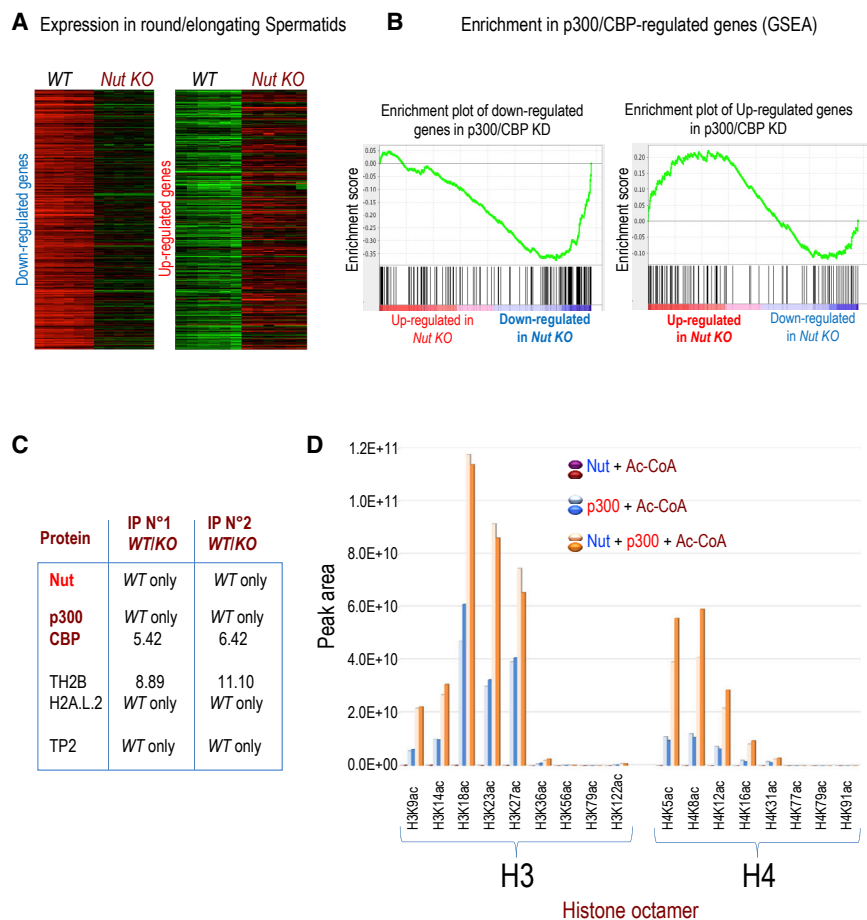 A Expression in round/elongating Spermatids
WT Nut KO WT Nut KO
Down-regulated genes
Up-regulated genes
B Enrichment in p300/CBP-regulated genes (GSEA)
Enrichment plot of down-regulated
genes in p300/CBP KD
Enrichment score
0.05
0.00
-0.05
-0.10
-0.15
-0.20
-0.25
-0.30
-0.35
Up-regulated in
Nut KO
Down-regulated
in Nut KO
Enrichment plot of Up-regulated genes
in p300/CBP KD
Enrichment score
0.20
0.15
0.10
0.05
0.00
-0.05
-0.10
Up-regulated
in Nut KO
Down-regulated
in Nut KO
C
Protein IP N°1 WT/KO IP N°2 WT/KO
Nut WT only WT only
p300 WT only WT only
CBP 5.42 6.42
TH2B 8.89 11.10
H2A.L.2 WT only WT only
TP2 WT only WT only
D
Peak area
1.2E+11
1.0E+11
8.0E+10
6.0E+10
4.0E+10
2.0E+10
0.0E+00
Nut + Ac-CoA
p300 + Ac-CoA
Nut + p300 + Ac-CoA
H3K9ac
H3K14ac
H3K18ac
H3K23ac
H3K27ac
H3K36ac
H3K56ac
H3K79ac
H3K122ac
H4K5ac
H4K8ac
H4K12ac
H4K16ac
H4K31ac
H4K77ac
H4K79ac
H4K91ac
H3 H4
Histone octamer